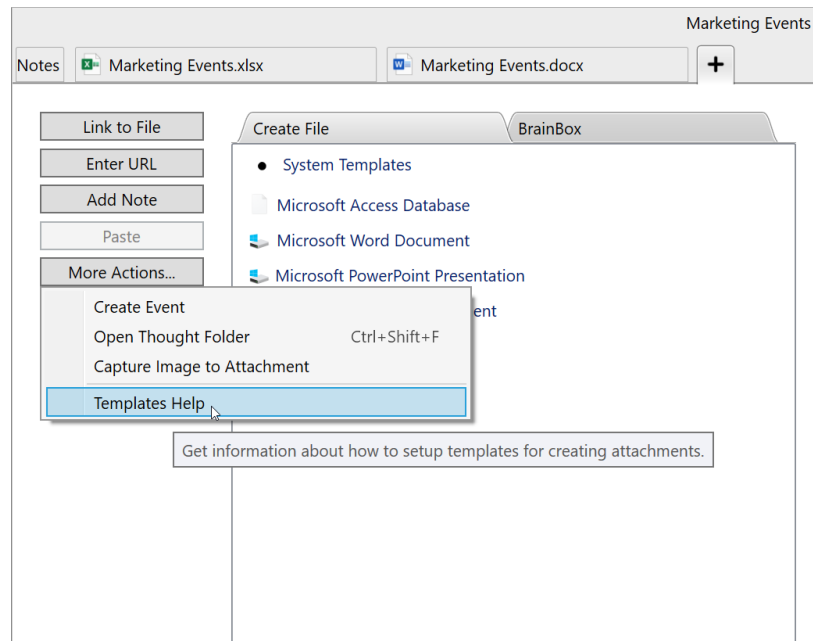 Marketing Events
Notes
Marketing Events.xlsx
Marketing Events.docx
Link to File
Enter URL
Add Note
Paste
More Actions...
Create File
BrainBox
System Templates
Microsoft Access Database
Microsoft Word Document
Microsoft PowerPoint Presentation
ent
Create Event
Open Thought Folder Ctrl+Shift+F
Capture Image to Attachment
Templates Help
Get information about how to setup templates for creating attachments.